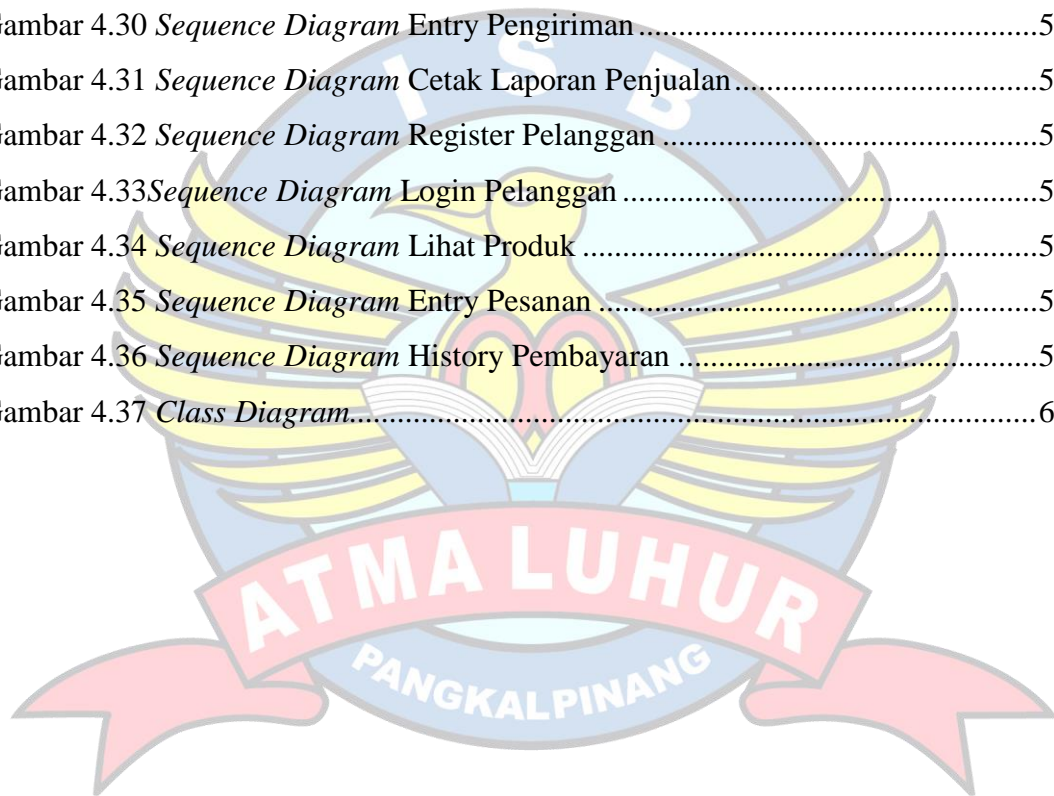 Gambar 4.30 Sequence Diagram Entry Pengiriman ........................................5
Gambar 4.31 Sequence Diagram Cetak Laporan Penjualan ..............................5
Gambar 4.32 Sequence Diagram Register Pelanggan .....................................5
Gambar 4.33Sequence Diagram Login Pelanggan ..........................................5
Gambar 4.34 Sequence Diagram Lihat Produk ..............................................5
Gambar 4.35 Sequence Diagram Entry Pesanan ............................................5
Gambar 4.36 Sequence Diagram History Pembayaran ....................................5
Gambar 4.37 Class Diagram.....................................................................6
I S B
ATMA LUHUR
PANGKALPINANG